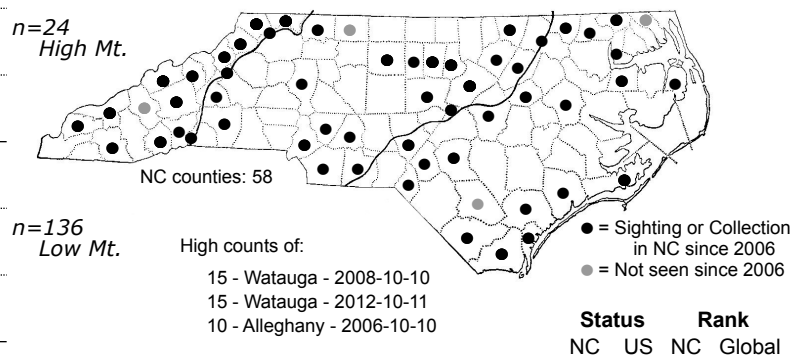 n=24
High Mt.
NC counties: 58
n=136
Low Mt.
High counts of:
15 - Watauga - 2008-10-10
15 - Watauga - 2012-10-11
10 - Alleghany - 2006-10-10
● = Sighting or Collection
in NC since 2006
● = Not seen since 2006
Status Rank
NC US NC Global